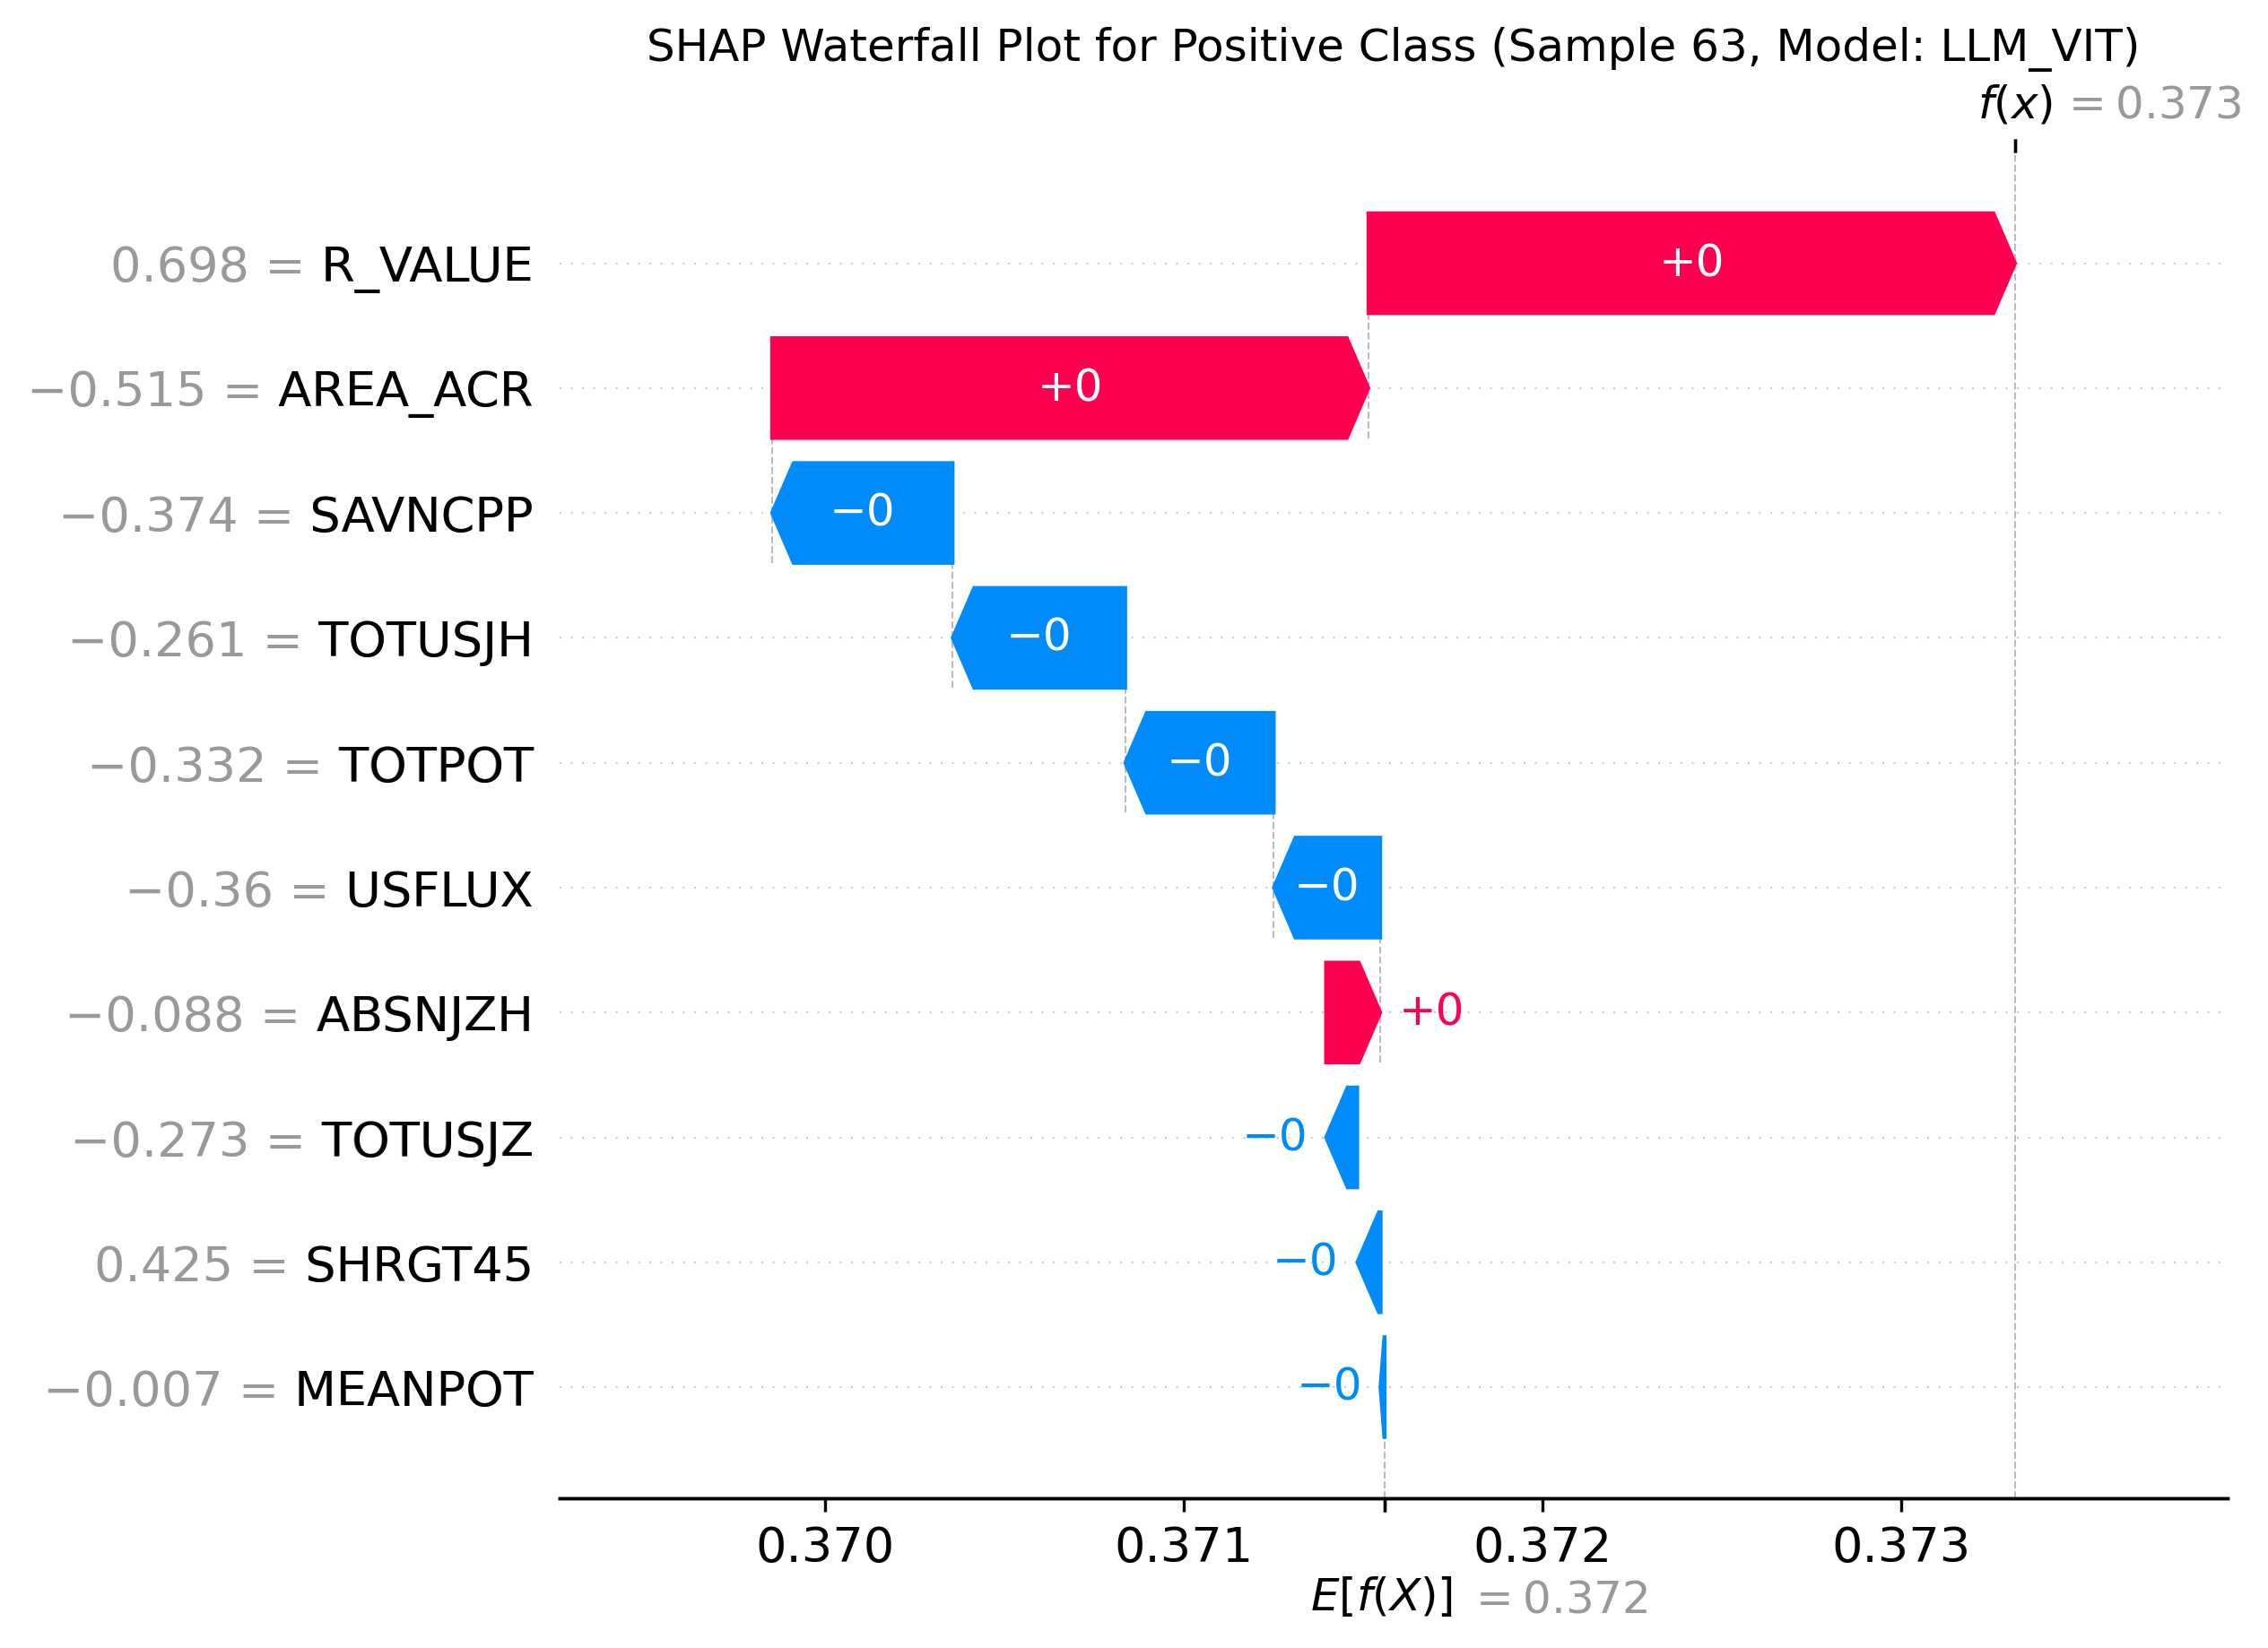 SHAP Waterfall Plot for Positive Class (Sample 63, Model: LLM_VIT)
f(x) = 0.373
0.698 = R_VALUE +0
−0.515 = AREA_ACR +0
−0.374 = SAVNCPP −0
−0.261 = TOTUSJH −0
−0.332 = TOTPOT −0
−0.36 = USFLUX −0
−0.088 = ABSNJZH +0
−0.273 = TOTUSJZ −0
0.425 = SHRGT45 −0
−0.007 = MEANPOT −0
0.370 0.371 0.372 0.373
E[f(X)] = 0.372